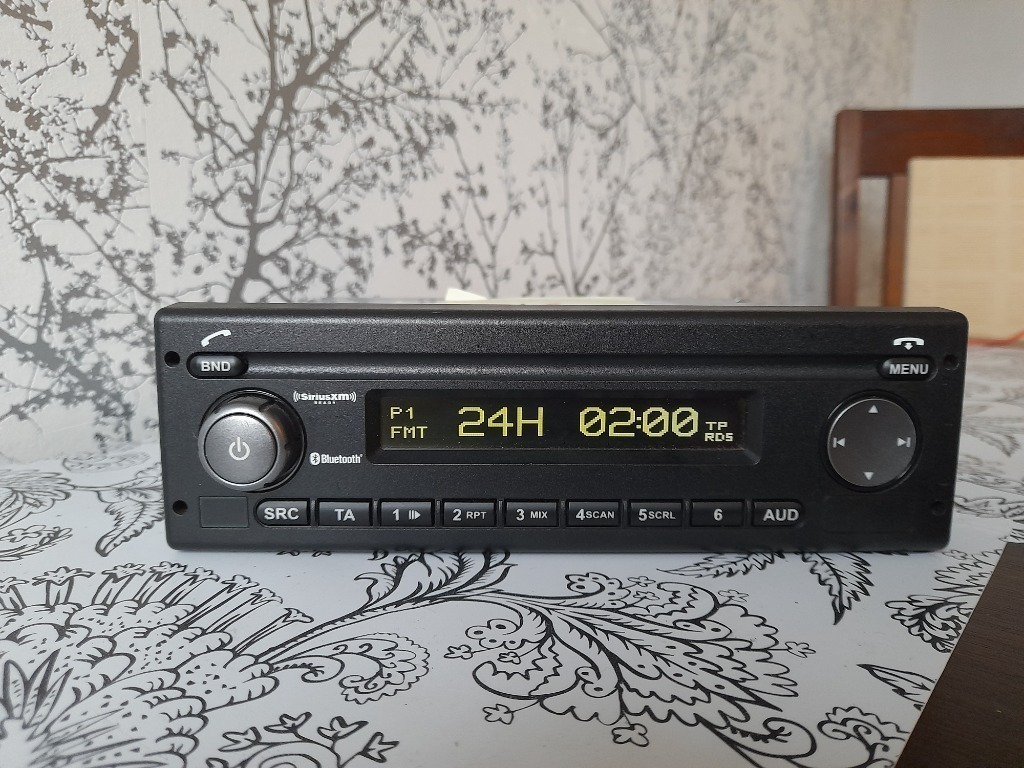 BND
MENU
((SiriusXM))
READY
P1
FMT
24H 02:00
TP
RDS
Bluetooth®
SRC TA 1 2 RPT 3 MIX 4SCAN 5SCRL 6 AUD